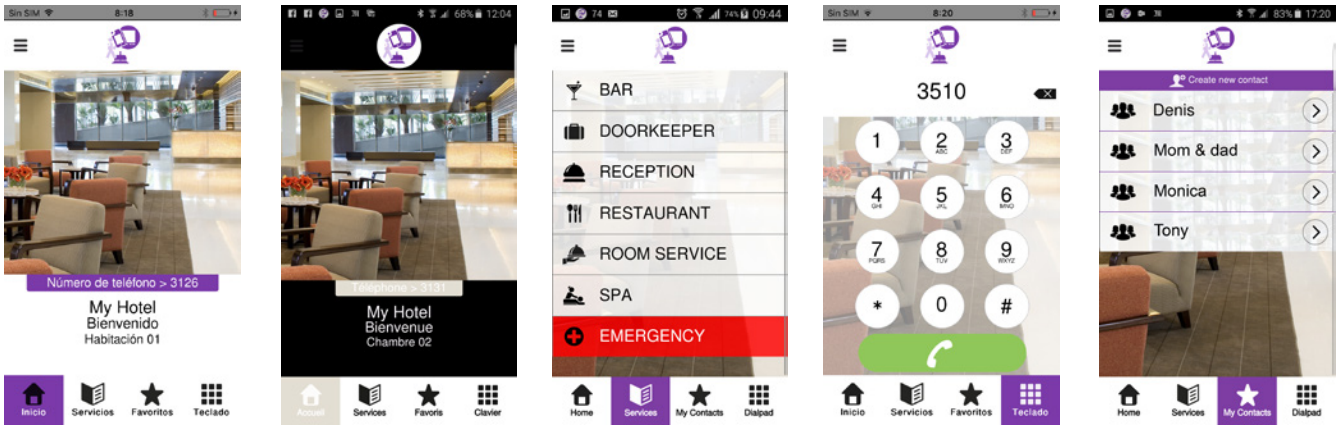 Sin SIM 8:18
Número de teléfono > 3126
My Hotel
Bienvenido
Habitación 01
Inicio Servicios Favoritos Teclado
68% 12:04
Téléphone > 3131
My Hotel
Bienvenue
Chambre 02
Accueil Services Favoris Clavier
74 74% 09:44
BAR
DOORKEEPER
RECEPTION
RESTAURANT
ROOM SERVICE
SPA
EMERGENCY
Home Services My Contacts Dialpad
Sin SIM 8:20
3510
1 2 3
ABC DEF
4 5 6
GHI JKL MNO
7 8 9
PQRS TUV WXYZ
* 0 #
Inicio Servicios Favoritos Teclado
83% 17:20
Create new contact
Denis
Mom & dad
Monica
Tony
Home Services My Contacts Dialpad